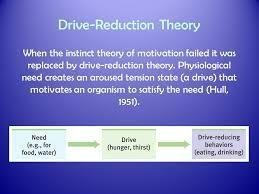 Drive-Reduction Theory
When the instinct theory of motivation failed it was
replaced by drive-reduction theory. Physiological
need creates an aroused tension state (a drive) that
motivates an organism to satisfy the need (Hull,
1951).
Need
(e.g., for
food, water)
Drive
(hunger, thirst)
Drive-reducing
behaviors
(eating, drinking)